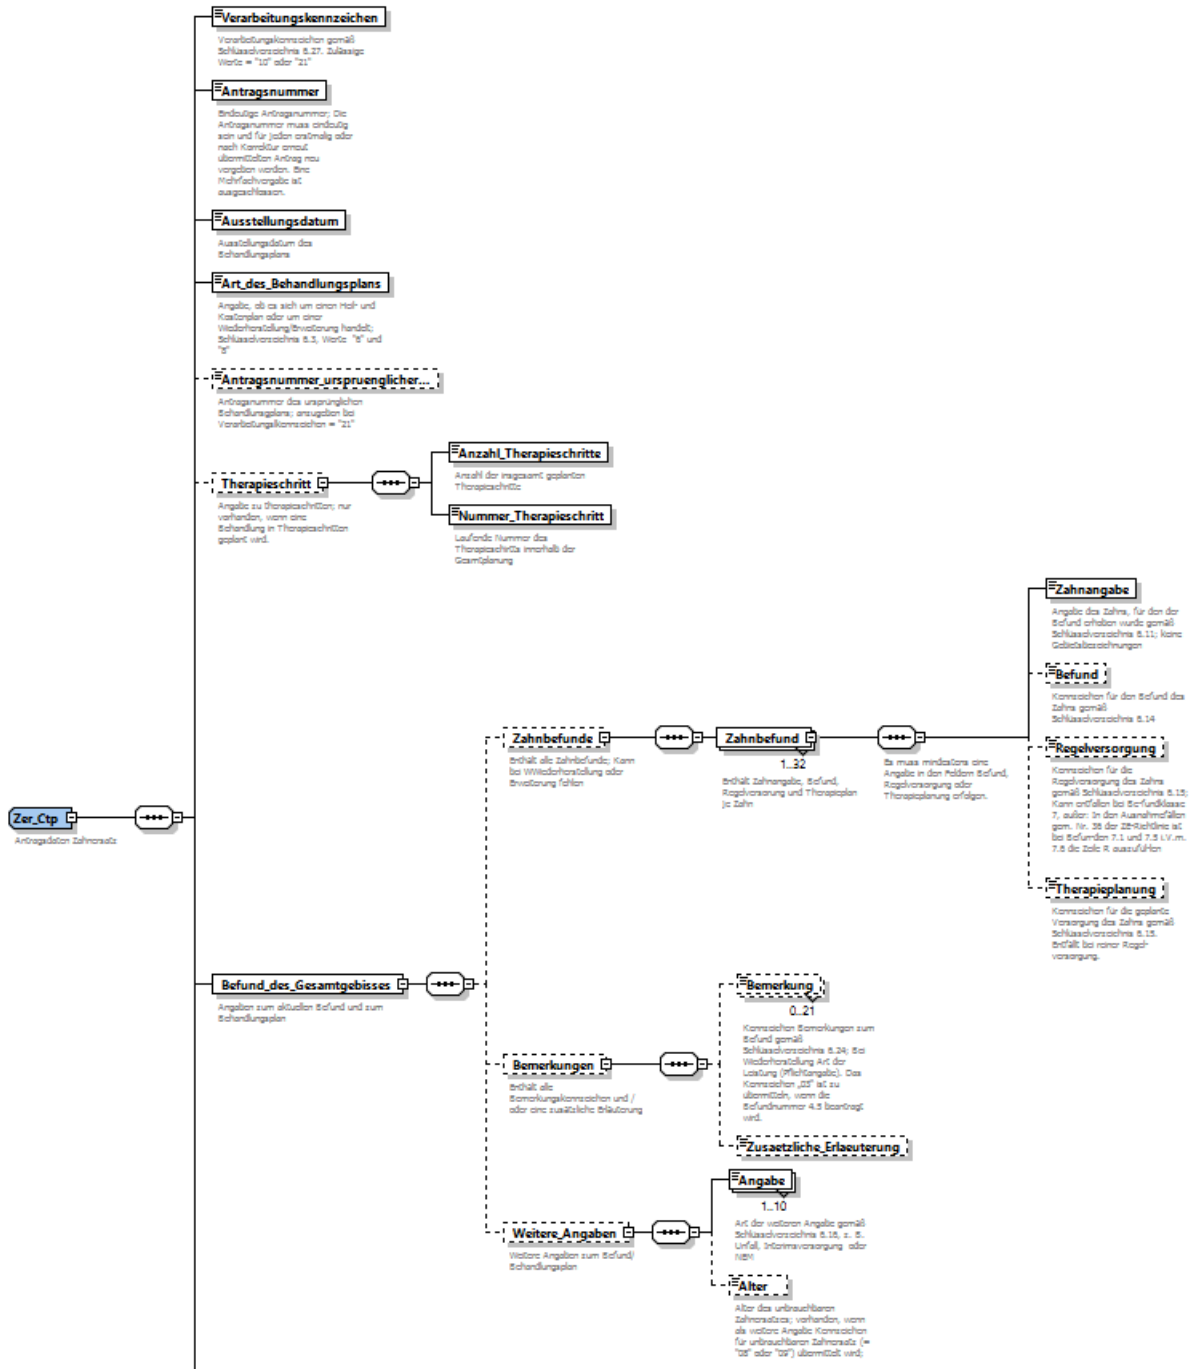 Verarbeitungskennzeichen
Verarbeitungskennzeichen gemäß
Schlüsselverzeichnis 8.27. Zulässige
Werte = "10" oder "21"
Antragsnummer
Eindeutige Antragsnummer; Die
Antragsnummer muss eindeutig
sein und für jeden erstmalig oder
nach Korrektur erneut
übermittelten Antrag neu
vergeben werden. Eine
Mehrfachvergabe ist
ausgeschlossen.
Ausstellungsdatum
Ausstellungsdatum des
Behandlungsplans
Art_des_Behandlungsplans
Angabe, ob es sich um einen Heil- und
Kostenplan oder um einer
Wiederherstellung/Erweiterung handelt;
Schlüsselverzeichnis 8.3, Werte "6" und
"8"
Antragsnummer_urspruenglicher...
Antragsnummer des ursprünglichen
Behandlungsplans; anzugeben bei
Verarbeitungskennzeichen = "21"
Therapieschritt
Angabe zu Therapieschritten; nur
vorhanden, wenn eine
Behandlung in Therapieschritten
geplant wird.
Anzahl_Therapieschritte
Anzahl der insgesamt geplanten
Therapieschritte
Nummer_Therapieschritt
Laufende Nummer des
Therapieschritts innerhalb der
Gesamtplanung
Zer_Ctp
Antragsdaten Zahnersatz
Befund_des_Gesamtgebisses
Angaben zum aktuellen Befund und zum
Behandlungsplan
Zahnbefunde
Enthält alle Zahnbefunde; Kann
bei WWiederherstellung oder
Erweiterung fehlen
Zahnbefund
1..32
Enthält Zahnangabe, Befund,
Regelversorung und Therapieplan
je Zahn
Es muss mindestens eine
Angabe in den Feldern Befund,
Regelversorgung oder
Therapieplanung erfolgen.
Zahnangabe
Angabe des Zahns, für den der
Befund erhoben wurde gemäß
Schlüsselverzeichnis 8.11; keine
Gebietsbezeichnungen
Befund
Kennzeichen für den Befund des
Zahns gemäß
Schlüsselverzeichnis 8.14
Regelversorgung
Kennzeichen für die
Regelversorgung des Zahns
gemäß Schlüsselverzeichnis 8.15;
Kann entfallen bei Be-fundklasse
7, außer: In den Ausnahmefällen
gem. Nr. 36 der ZE-Richtlinie ist
bei Befunden 7.1 und 7.5 i.V.m.
7.6 die Zeile R auszufüllen
Therapieplanung
Kennzeichen für die geplante
Versorgung des Zahns gemäß
Schlüsselverzeichnis 8.15.
Entfällt bei reiner Regel-
versorgung.
Bemerkungen
Enthält alle
Bemerkungskennzeichen und /
oder eine zusätzliche Erläuterung
Bemerkung
0..21
Kennzeichen Bemerkungen zum
Befund gemäß
Schlüsselverzeichnis 8.24; Bei
Wiederherstellung Art der
Leistung (Pflichtangabe). Das
Kennzeichen „03" ist zu
übermitteln, wenn die
Befundnummer 4.5 beantragt
wird.
Zusaetzliche_Erlaeuterung
Weitere_Angaben
Weitere Angaben zum Befund/
Behandlungsplan
Angabe
1..10
Art der weiteren Angabe gemäß
Schlüsselverzeichnis 8.16, z. B.
Unfall, Interimsversorgung oder
NEM
Alter
Alter des unbrauchbaren
Zahnersatzes; vorhanden, wenn
als weitere Angabe Kennzeichen
für unbrauchbaren Zahnersatz (=
"08" oder "09") übermittelt wird;